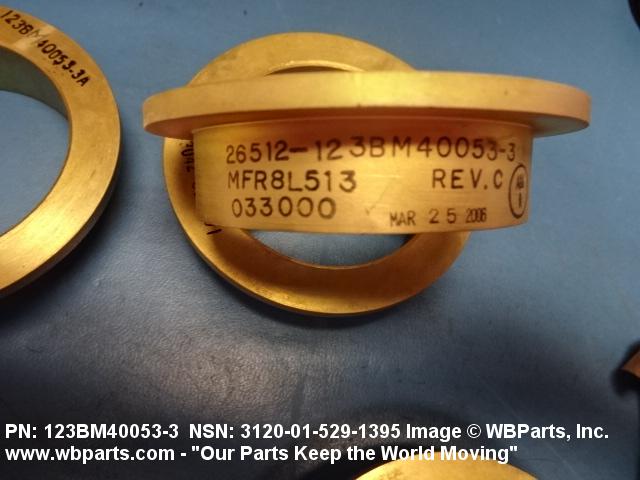 123BM40053-3A
26512-123BM40053-3
MFR8L513 REV.C
033000 MAR 25 2006
PN: 123BM40053-3 NSN: 3120-01-529-1395 Image © WBParts, Inc.
www.wbparts.com - "Our Parts Keep the World Moving"